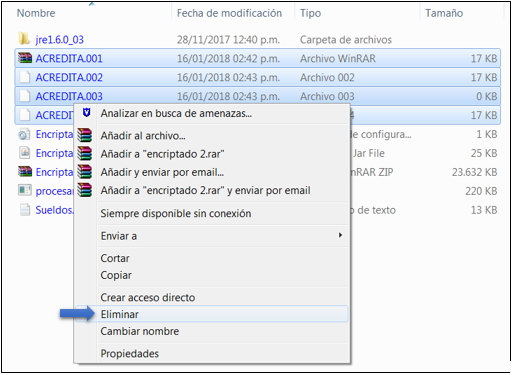 Nombre Fecha de modificación Tipo Tamaño
jre1.6.0_03 28/11/2017 12:40 p.m. Carpeta de archivos
ACREDITA.001 16/01/2018 02:42 p.m. Archivo WinRAR 17 KB
ACREDITA.002 16/01/2018 02:43 p.m. Archivo 002 17 KB
ACREDITA.003 16/01/2018 02:43 p.m. Archivo 003 0 KB
ACREDITA 4 17 KB
Encripta de configura... 1 KB
Encripta Jar File 25 KB
Encripta nRAR ZIP 23.632 KB
procesar 220 KB
Sueldos. o de texto 13 KB
Analizar en busca de amenazas...
Añadir al archivo...
Añadir a "encriptado 2.rar"
Añadir y enviar por email...
Añadir a "encriptado 2.rar" y enviar por email
Siempre disponible sin conexión
Enviar a
Cortar
Copiar
Crear acceso directo
Eliminar
Cambiar nombre
Propiedades